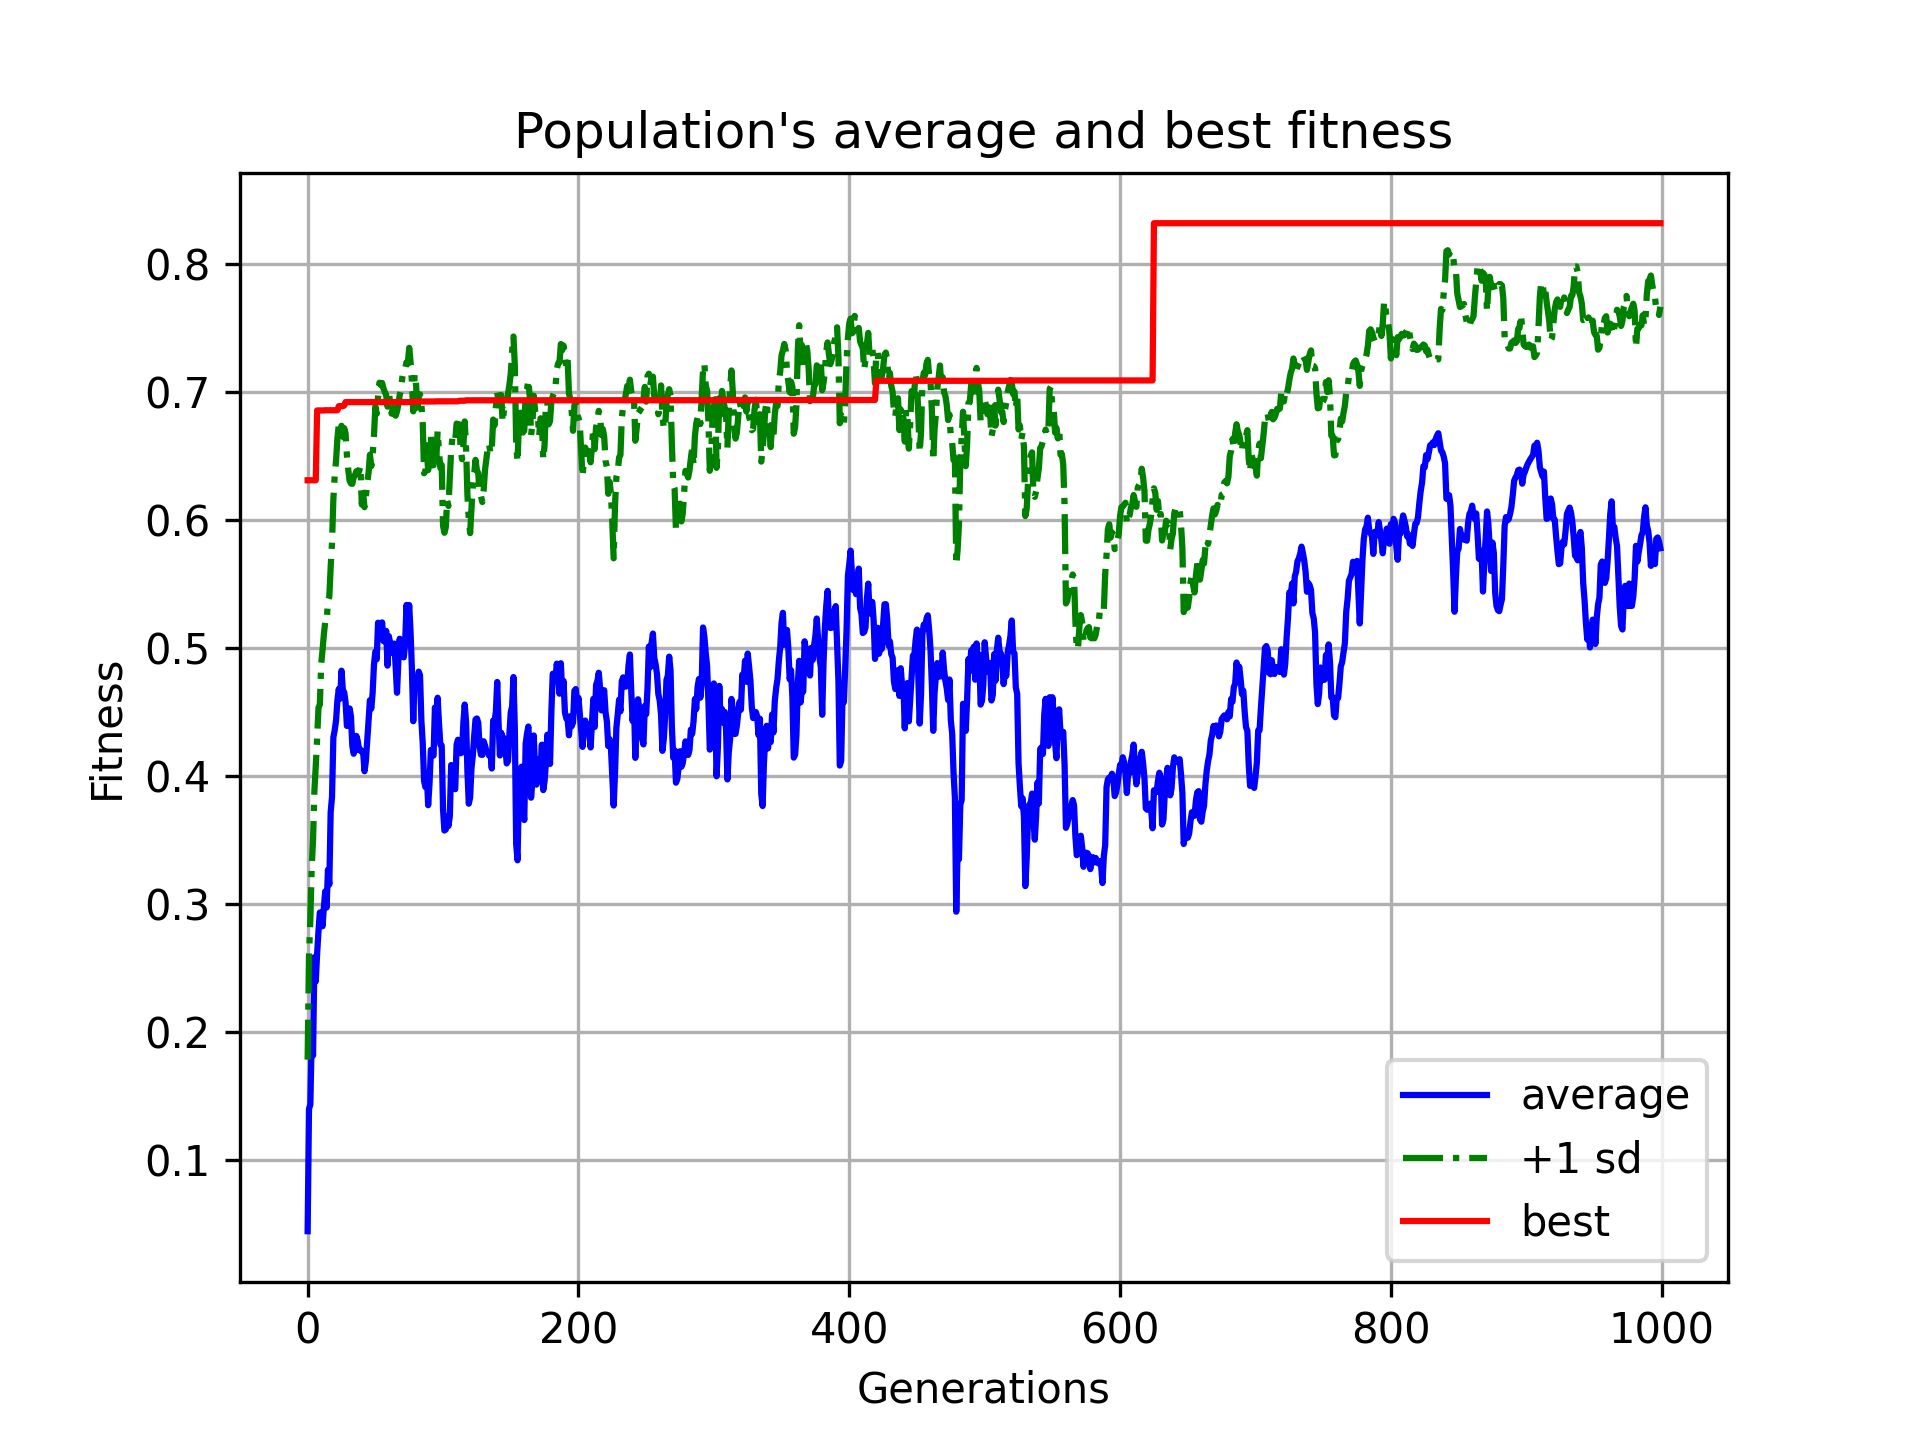 Population's average and best fitness
Fitness
0.8
0.7
0.6
0.5
0.4
0.3
0.2
0.1
0 200 400 600 800 1000
Generations
average
+1 sd
best